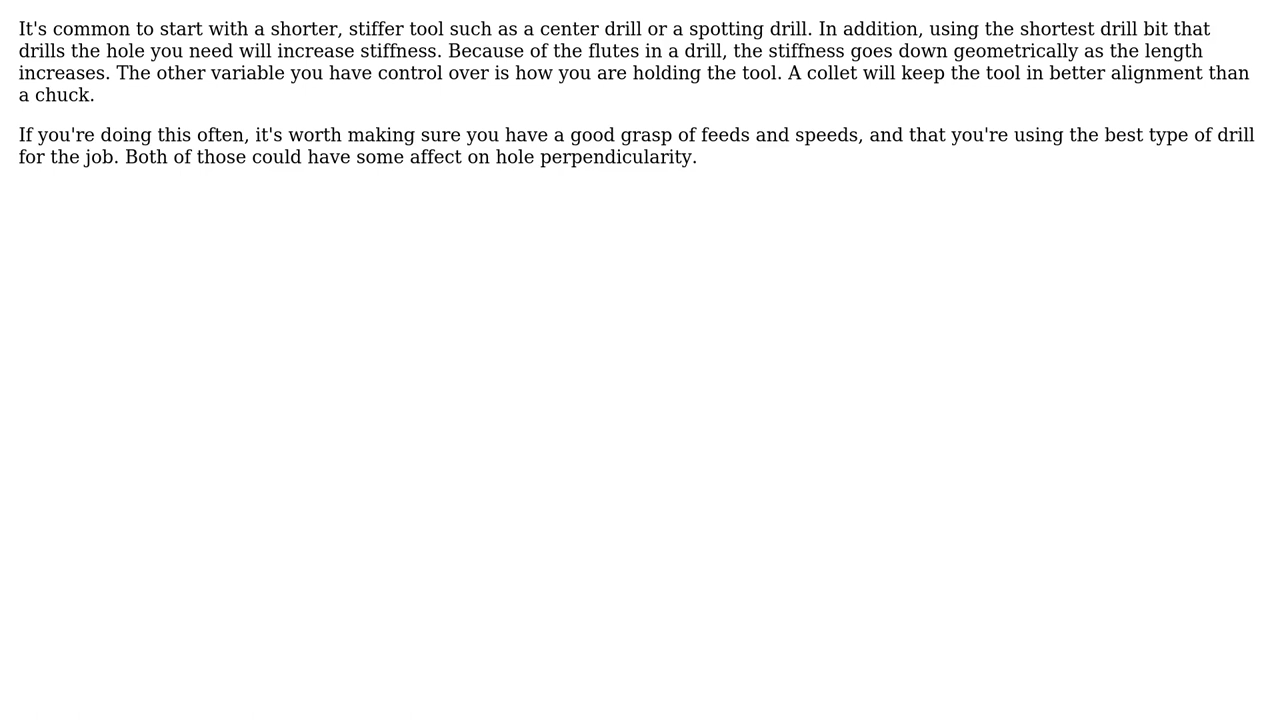 It's common to start with a shorter, stiffer tool such as a center drill or a spotting drill. In addition, using the shortest drill bit that
drills the hole you need will increase stiffness. Because of the flutes in a drill, the stiffness goes down geometrically as the length
increases. The other variable you have control over is how you are holding the tool. A collet will keep the tool in better alignment than
a chuck.
If you're doing this often, it's worth making sure you have a good grasp of feeds and speeds, and that you're using the best type of drill
for the job. Both of those could have some affect on hole perpendicularity.